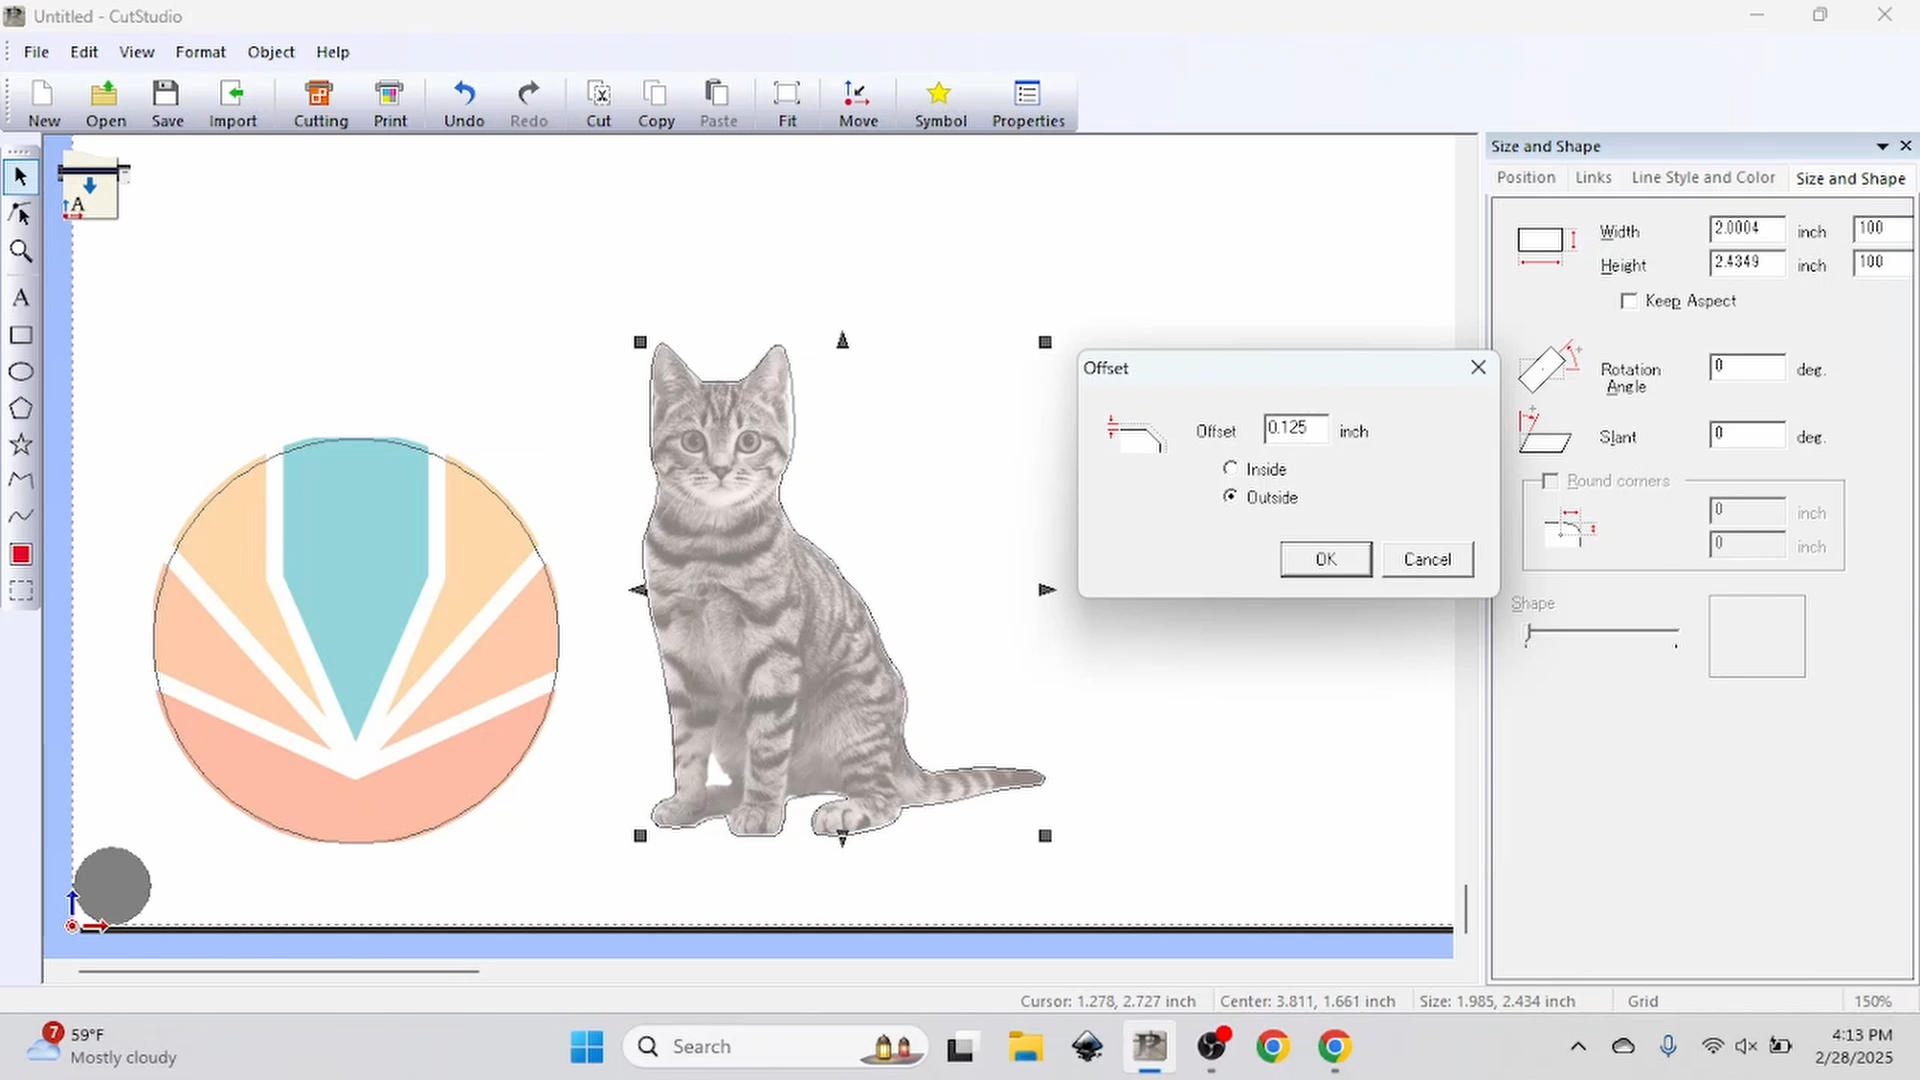 Untitled - CutStudio
File Edit View Format Object Help
New Open Save Import Cutting Print Undo Redo Cut Copy Paste Fit Move Symbol Properties
Size and Shape
Position Links Line Style and Color Size and Shape
Width 2.0004 inch 100
Height 2.4349 inch 100
Keep Aspect
Rotation Angle 0 deg.
Slant 0 deg.
Round corners
0 inch
0 inch
Shape
A
A
Offset
Offset 0.125 inch
Inside
Outside
OK Cancel
Cursor: 1.278, 2.727 inch Center: 3.811, 1.661 inch Size: 1.985, 2.434 inch Grid 150%
7 59°F
Mostly cloudy
Search
4:13 PM
2/28/2025